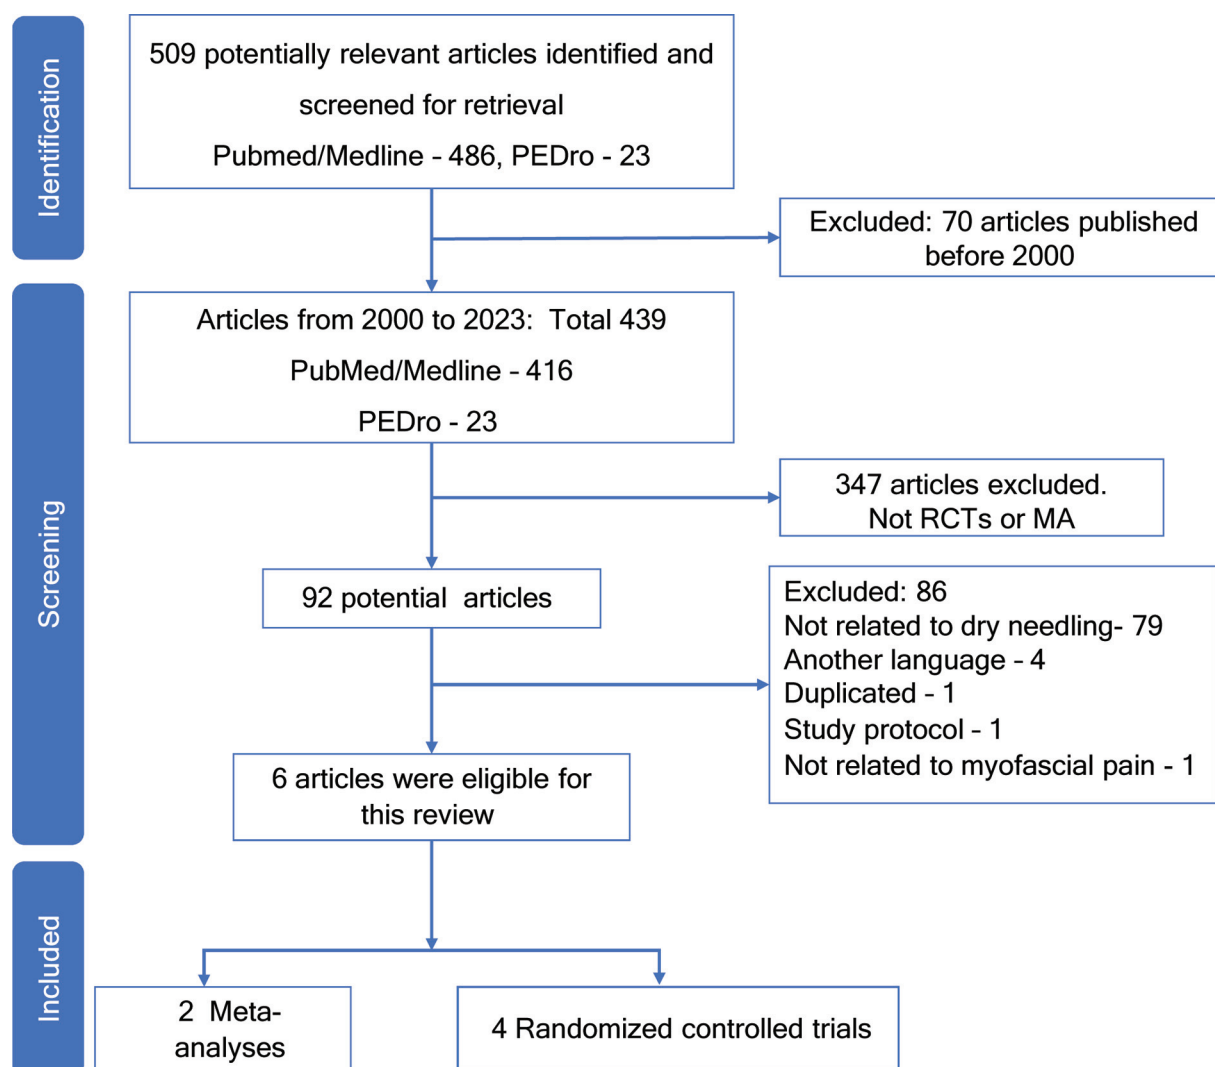 Identification
509 potentially relevant articles identified and
screened for retrieval
Pubmed/Medline - 486, PEDro - 23
Excluded: 70 articles published
before 2000
Screening
Articles from 2000 to 2023: Total 439
PubMed/Medline - 416
PEDro - 23
347 articles excluded.
Not RCTs or MA
92 potential articles
Excluded: 86
Not related to dry needling- 79
Another language - 4
Duplicated - 1
Study protocol - 1
Not related to myofascial pain - 1
6 articles were eligible for
this review
Included
2 Meta-
analyses
4 Randomized controlled trials